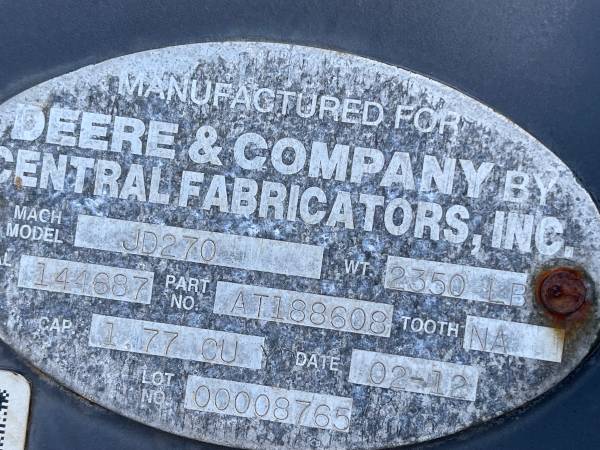 MANUFACTURED FOR
DEERE & COMPANY BY
CENTRAL FABRICATORS, INC.
MACH MODEL JD270 WT. 2350 LB
144687 PART NO. AT188608 TOOTH NA
CAP. 1.77 CU DATE 02-12
LOT NO. 00008765